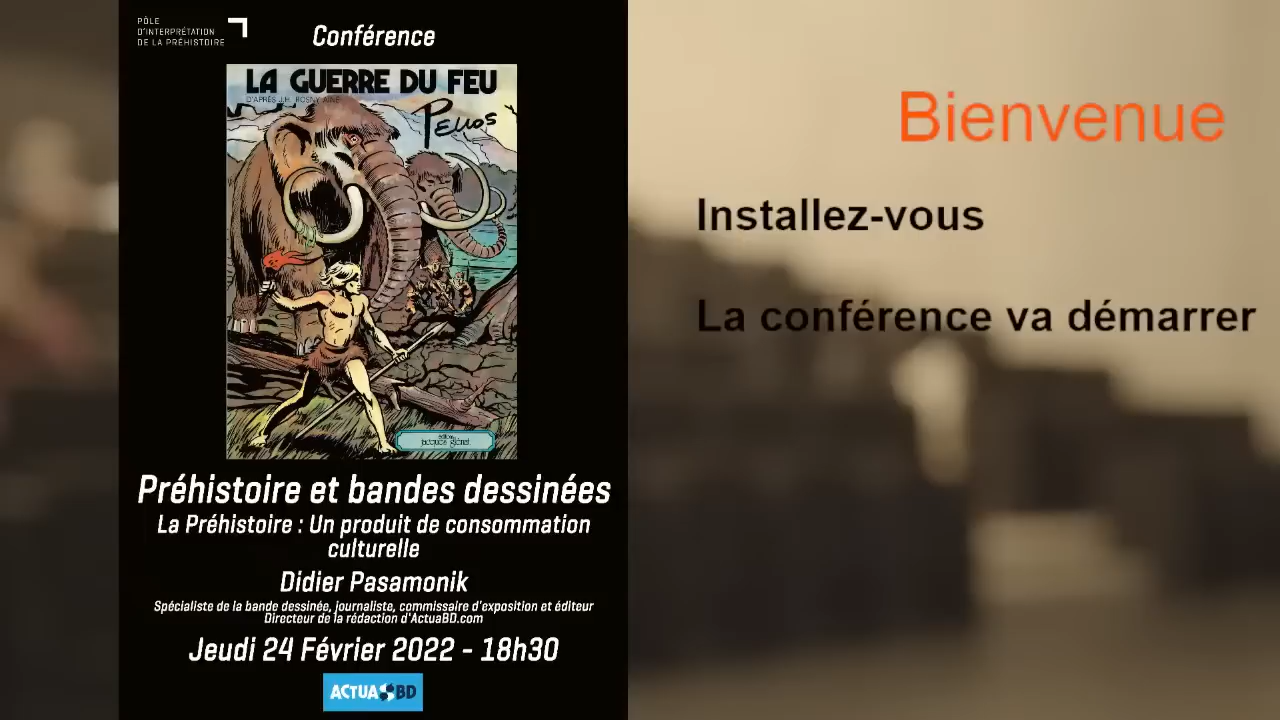 PÔLE
D'INTERPRÉTATION
DE LA PRÉHISTOIRE
Conférence
LA GUERRE DU FEU
D'APRÈS J.H. ROSNY AÎNÉ
Pellos
éditions
jacques glénat
Préhistoire et bandes dessinées
La Préhistoire : Un produit de consommation
culturelle
Didier Pasamonik
Spécialiste de la bande dessinée, journaliste, commissaire d'exposition et éditeur
Directeur de la rédaction d'ActuaBD.com
Jeudi 24 Février 2022 - 18h30
ACTUA BD
Bienvenue
Installez-vous
La conférence va démarrer